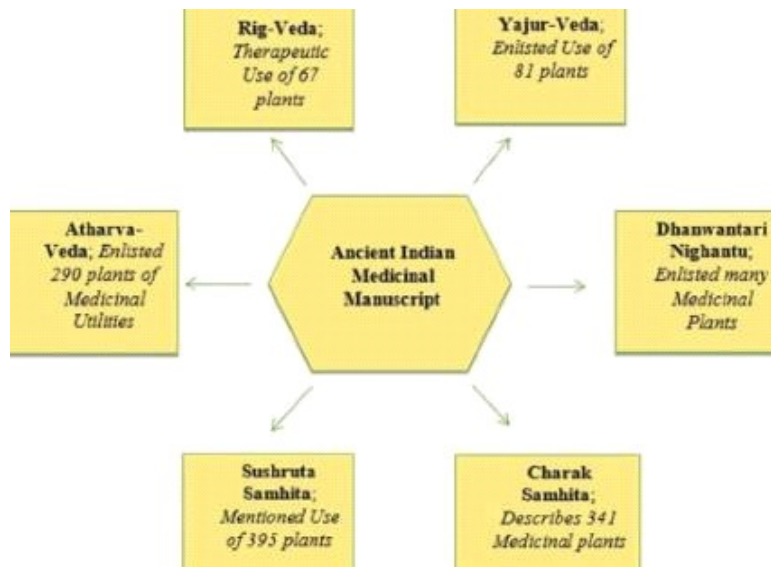 Rig-Veda;
Therapeutic
Use of 67
plants
Yajur-Veda;
Enlisted Use of
81 plants
Atharva-
Veda; Enlisted
290 plants of
Medicinal
Utilities
Ancient Indian
Medicinal
Manuscript
Dhanwantari
Nighantu;
Enlisted many
Medicinal
Plants
Sushruta
Samhita;
Mentioned Use
of 395 plants
Charak
Samhita;
Describes 341
Medicinal plants